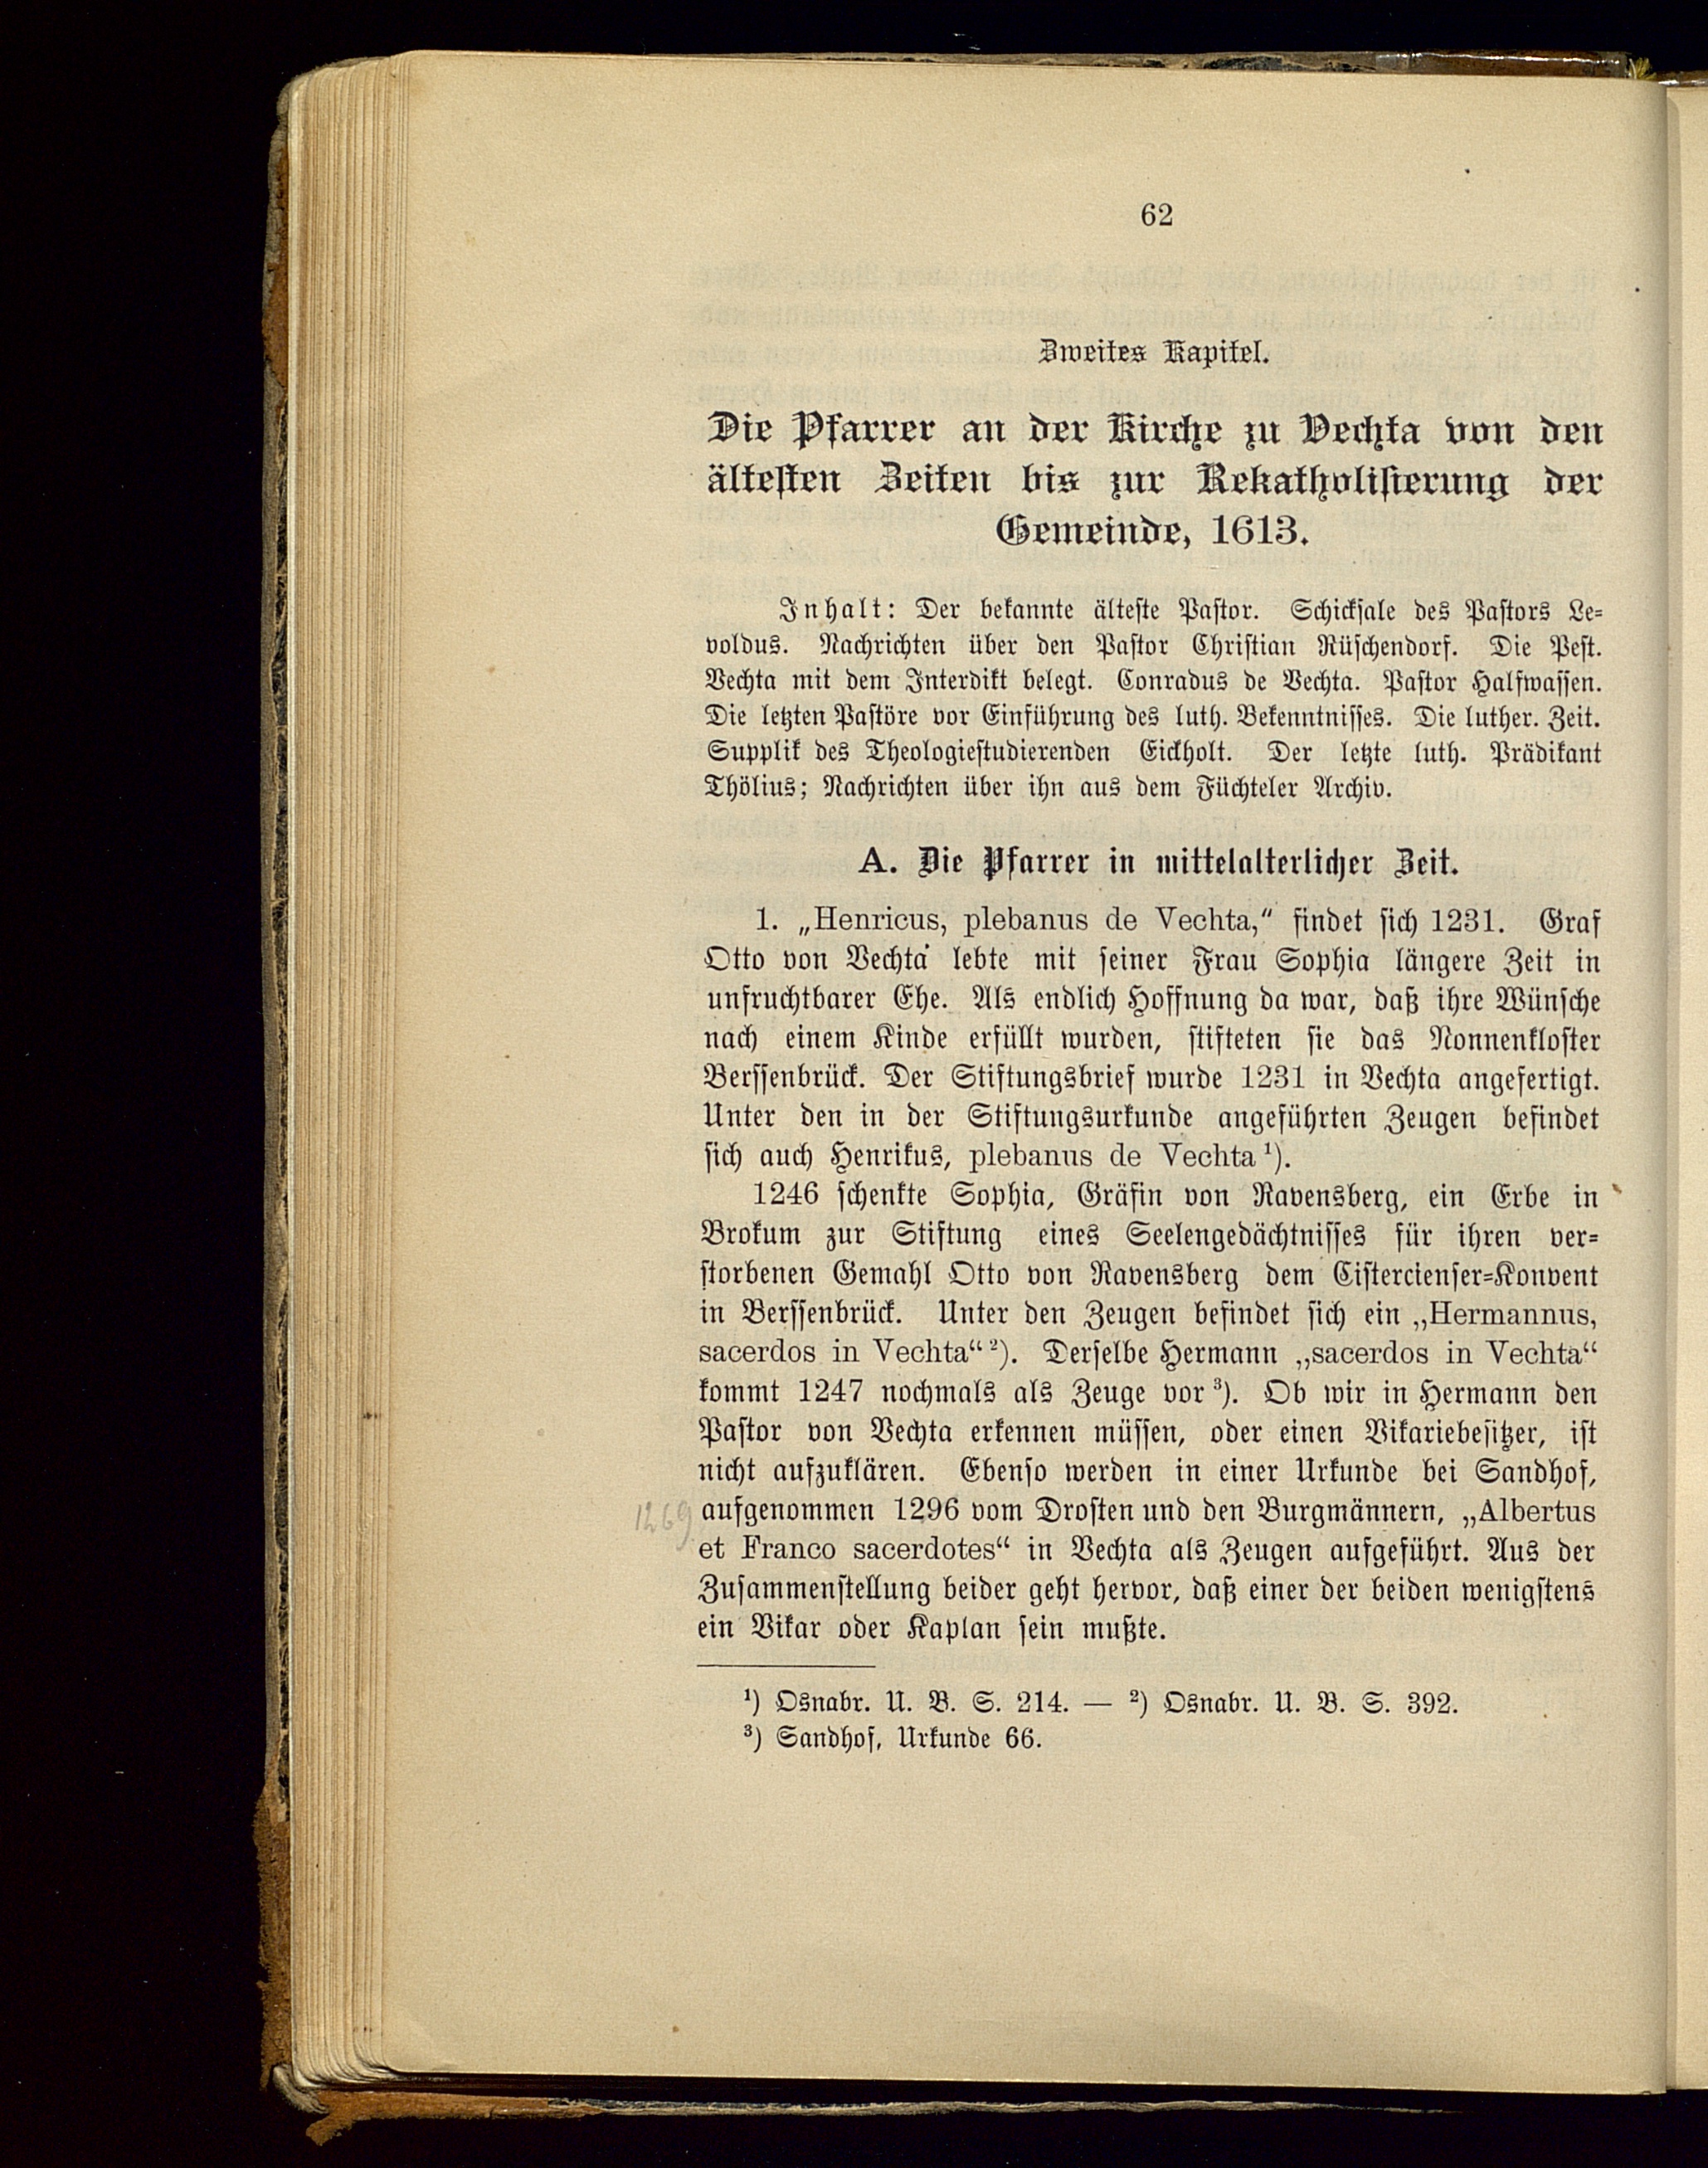 62
Zweites Kapitel.
Die Pfarrer an der Kirche zu Vechta von den
ältesten Zeiten bis zur Rekatholisierung der
Gemeinde, 1613.
Inhalt: Der bekannte älteste Pastor. Schicksale des Pastors Le-
voldus. Nachrichten über den Pastor Christian Rüschendorf. Die Pest.
Vechta mit dem Interdikt belegt. Conradus de Vechta. Pastor Halfwassen.
Die letzten Pastöre vor Einführung des luth. Bekenntnisses. Die luther. Zeit.
Supplik des Theologiestudierenden Eickholt. Der letzte luth. Prädikant
Thölius; Nachrichten über ihn aus dem Füchteler Archiv.
A. Die Pfarrer in mittelalterlicher Zeit.
1. „Henricus, plebanus de Vechta,“ findet sich 1231. Graf
Otto von Vechta lebte mit seiner Frau Sophia längere Zeit in
unfruchtbarer Ehe. Als endlich Hoffnung da war, daß ihre Wünsche
nach einem Kinde erfüllt wurden, stifteten sie das Nonnenkloster
Berssenbrück. Der Stiftungsbrief wurde 1231 in Vechta angefertigt.
Unter den in der Stiftungsurkunde angeführten Zeugen befindet
sich auch Henrikus, plebanus de Vechta ¹).
1246 schenkte Sophia, Gräfin von Ravensberg, ein Erbe in
Brokum zur Stiftung eines Seelengedächtnisses für ihren ver-
storbenen Gemahl Otto von Ravensberg dem Cistercienser-Konvent
in Berssenbrück. Unter den Zeugen befindet sich ein „Hermannus,
sacerdos in Vechta“ ²). Derselbe Hermann „sacerdos in Vechta“
kommt 1247 nochmals als Zeuge vor ³). Ob wir in Hermann den
Pastor von Vechta erkennen müssen, oder einen Vikariebesitzer, ist
nicht aufzuklären. Ebenso werden in einer Urkunde bei Sandhof,
1269 aufgenommen 1296 vom Drosten und den Burgmännern, „Albertus
et Franco sacerdotes“ in Vechta als Zeugen aufgeführt. Aus der
Zusammenstellung beider geht hervor, daß einer der beiden wenigstens
ein Vikar oder Kaplan sein mußte.
¹) Osnabr. U. B. S. 214. — ²) Osnabr. U. B. S. 392.
³) Sandhof, Urkunde 66.